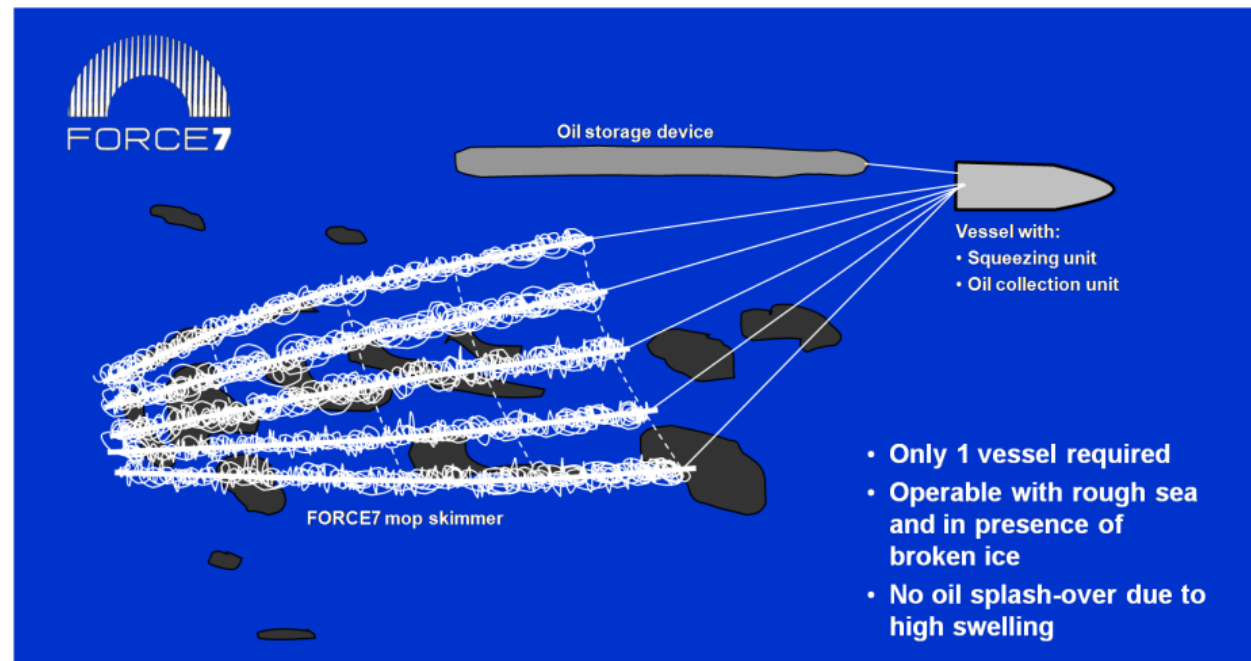 FORCE7
Oil storage device
Vessel with:
• Squeezing unit
• Oil collection unit
FORCE7 mop skimmer
• Only 1 vessel required
• Operable with rough sea
and in presence of
broken ice
• No oil splash-over due to
high swelling